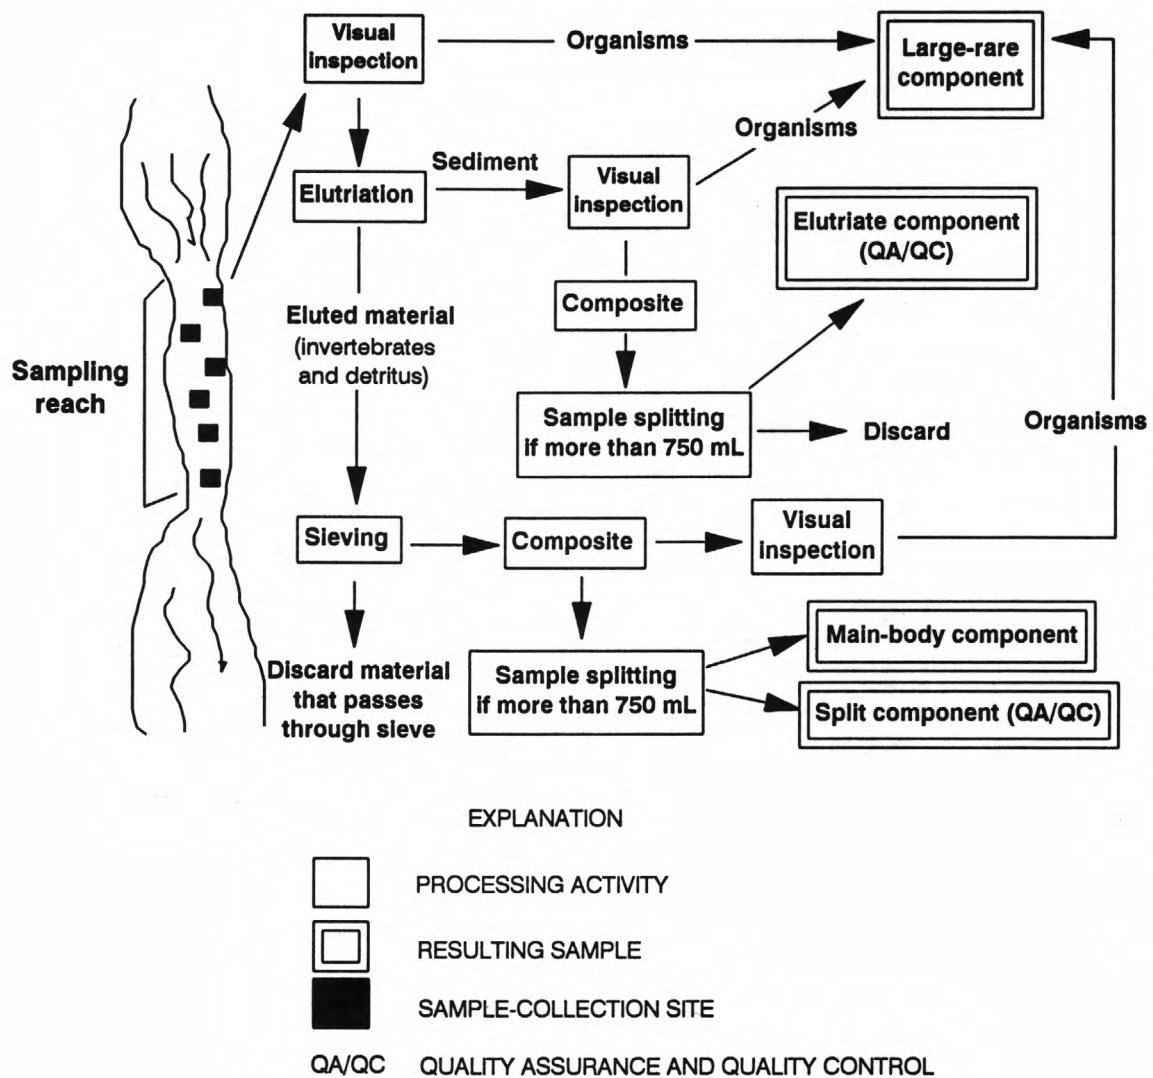 Visual
inspection
Organisms
Large-rare
component
Organisms
Sediment
Elutriation
Visual
inspection
Elutriate component
(QA/QC)
Composite
Eluted material
(invertebrates
and detritus)
Sampling
reach
Sample splitting
if more than 750 mL
Discard
Organisms
Sieving
Composite
Visual
inspection
Main-body component
Discard material
that passes
through sieve
Sample splitting
if more than 750 mL
Split component (QA/QC)
EXPLANATION
PROCESSING ACTIVITY
RESULTING SAMPLE
SAMPLE-COLLECTION SITE
QA/QC QUALITY ASSURANCE AND QUALITY CONTROL